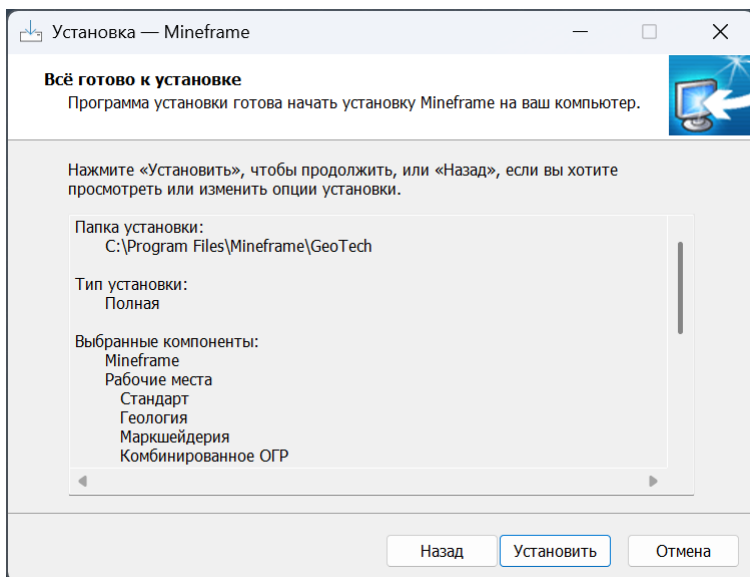 Установка — Mineframe
Всё готово к установке
Программа установки готова начать установку Mineframe на ваш компьютер.
Нажмите «Установить», чтобы продолжить, или «Назад», если вы хотите
просмотреть или изменить опции установки.
Папка установки:
C:\Program Files\Mineframe\GeoTech
Тип установки:
Полная
Выбранные компоненты:
Mineframe
Рабочие места
Стандарт
Геология
Маркшейдерия
Комбинированное ОГР
Назад
Установить
Отмена